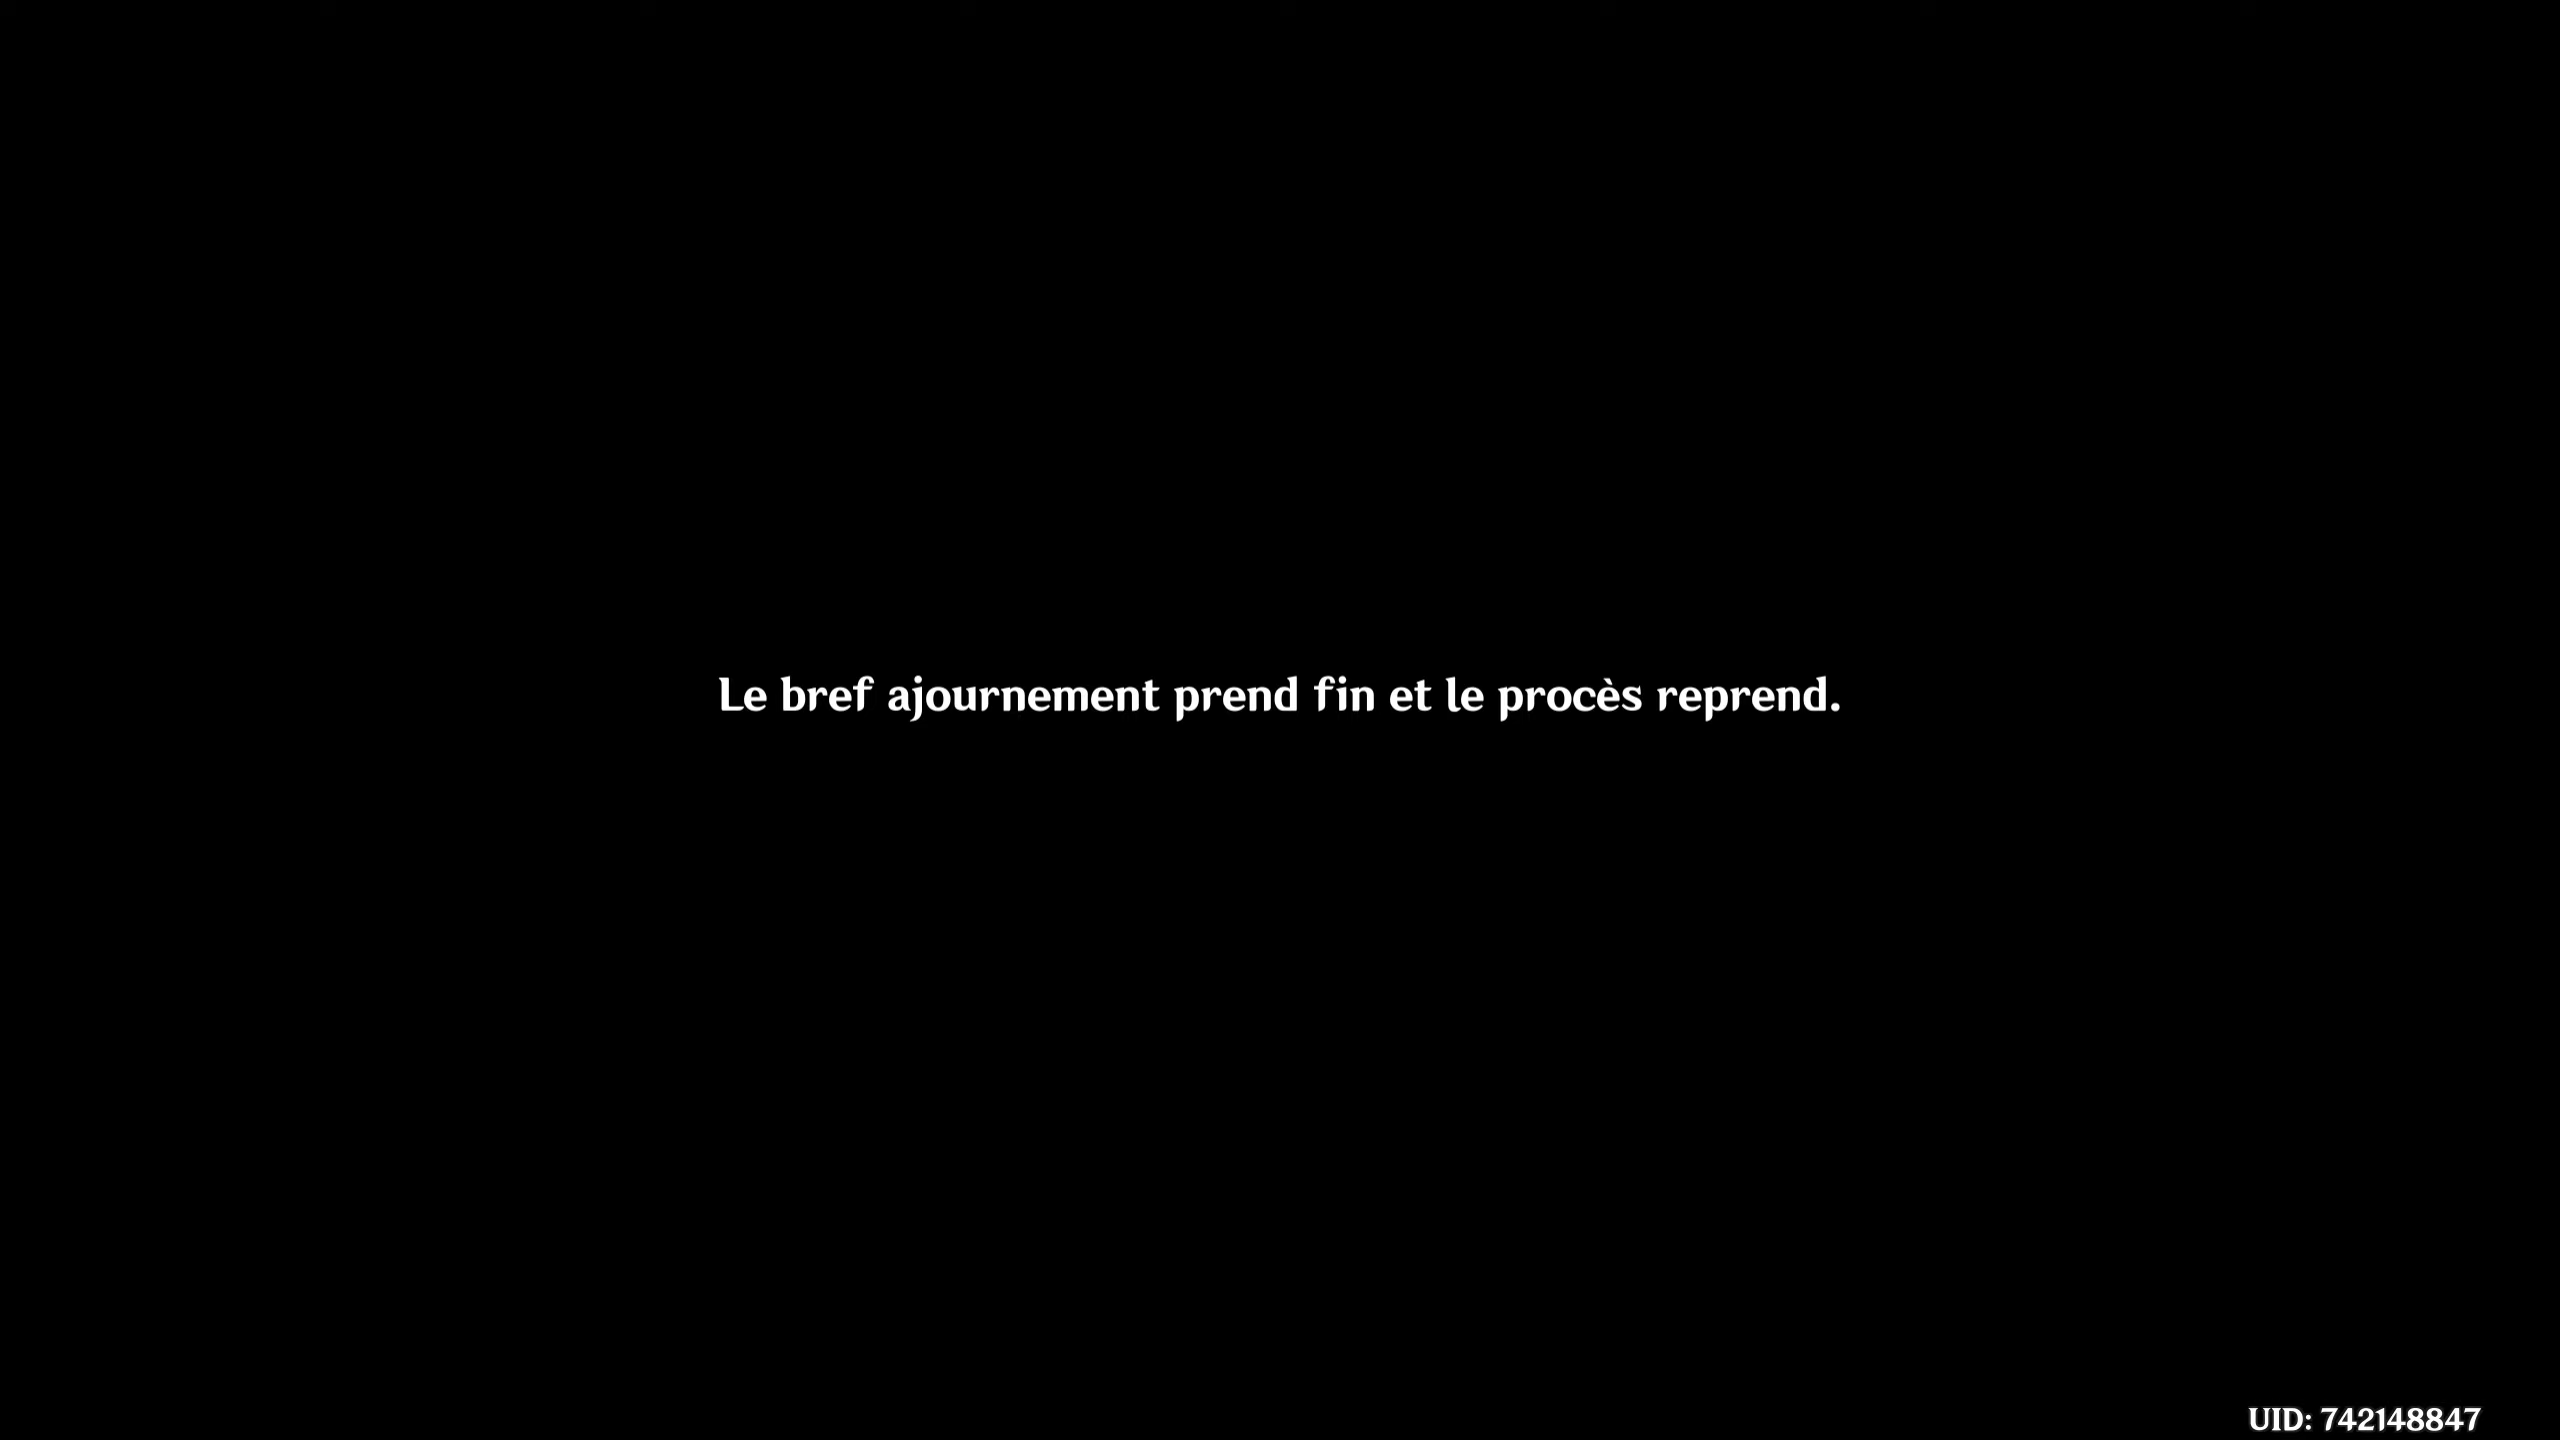 Le bref ajournement prend fin et le procès reprend.
UID: 742148847